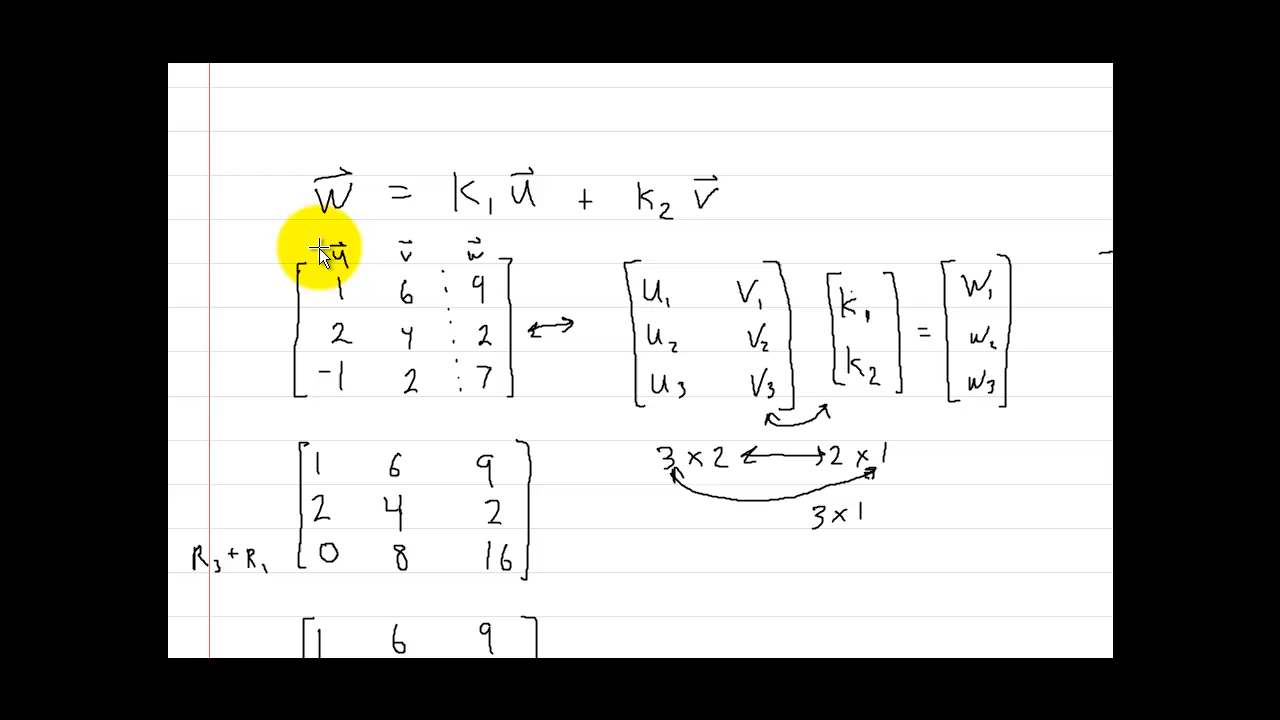 w⃗ = k₁ u⃗ + k₂ v⃗
u⃗ v⃗ w⃗
1 6 ⋮ 9
2 4 ⋮ 2
-1 2 ⋮ 7
↔
u₁ v₁
u₂ v₂
u₃ v₃
k₁
k₂
=
w₁
w₂
w₃
3 × 2 ↔ 2 × 1
3 × 1
1 6 9
2 4 2
R₃ + R₁ 0 8 16
1 6 9